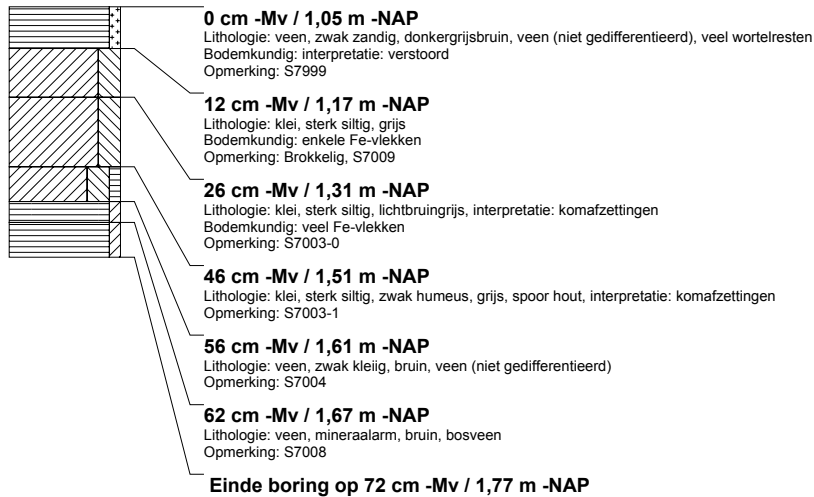 0 cm -Mv / 1,05 m -NAP
Lithologie: veen, zwak zandig, donkergrijsbruin, veen (niet gedifferentieerd), veel wortelresten
Bodemkundig: interpretatie: verstoord
Opmerking: S7999
12 cm -Mv / 1,17 m -NAP
Lithologie: klei, sterk siltig, grijs
Bodemkundig: enkele Fe-vlekken
Opmerking: Brokkelig, S7009
26 cm -Mv / 1,31 m -NAP
Lithologie: klei, sterk siltig, lichtbruingrijs, interpretatie: komafzettingen
Bodemkundig: veel Fe-vlekken
Opmerking: S7003-0
46 cm -Mv / 1,51 m -NAP
Lithologie: klei, sterk siltig, zwak humeus, grijs, spoor hout, interpretatie: komafzettingen
Opmerking: S7003-1
56 cm -Mv / 1,61 m -NAP
Lithologie: veen, zwak kleiig, bruin, veen (niet gedifferentieerd)
Opmerking: S7004
62 cm -Mv / 1,67 m -NAP
Lithologie: veen, mineraalarm, bruin, bosveen
Opmerking: S7008
Einde boring op 72 cm -Mv / 1,77 m -NAP